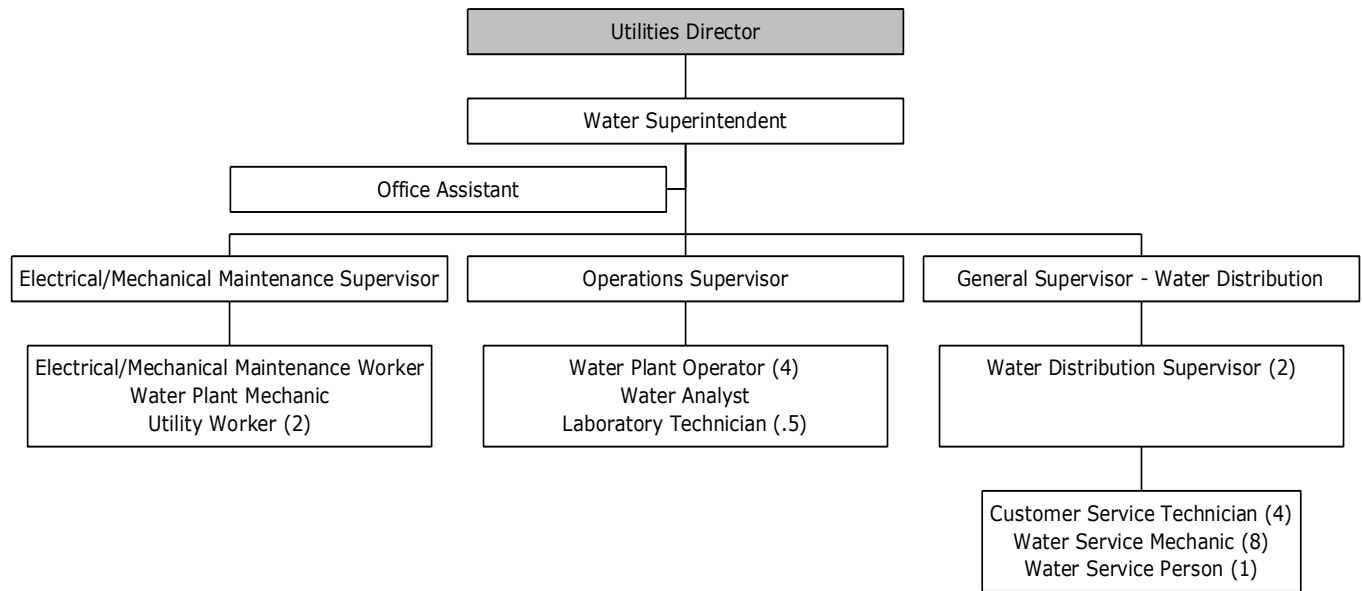 Utilities Director
Water Superintendent
Office Assistant
Electrical/Mechanical Maintenance Supervisor
Operations Supervisor
General Supervisor - Water Distribution
Electrical/Mechanical Maintenance Worker
Water Plant Mechanic
Utility Worker (2)
Water Plant Operator (4)
Water Analyst
Laboratory Technician (.5)
Water Distribution Supervisor (2)
Customer Service Technician (4)
Water Service Mechanic (8)
Water Service Person (1)